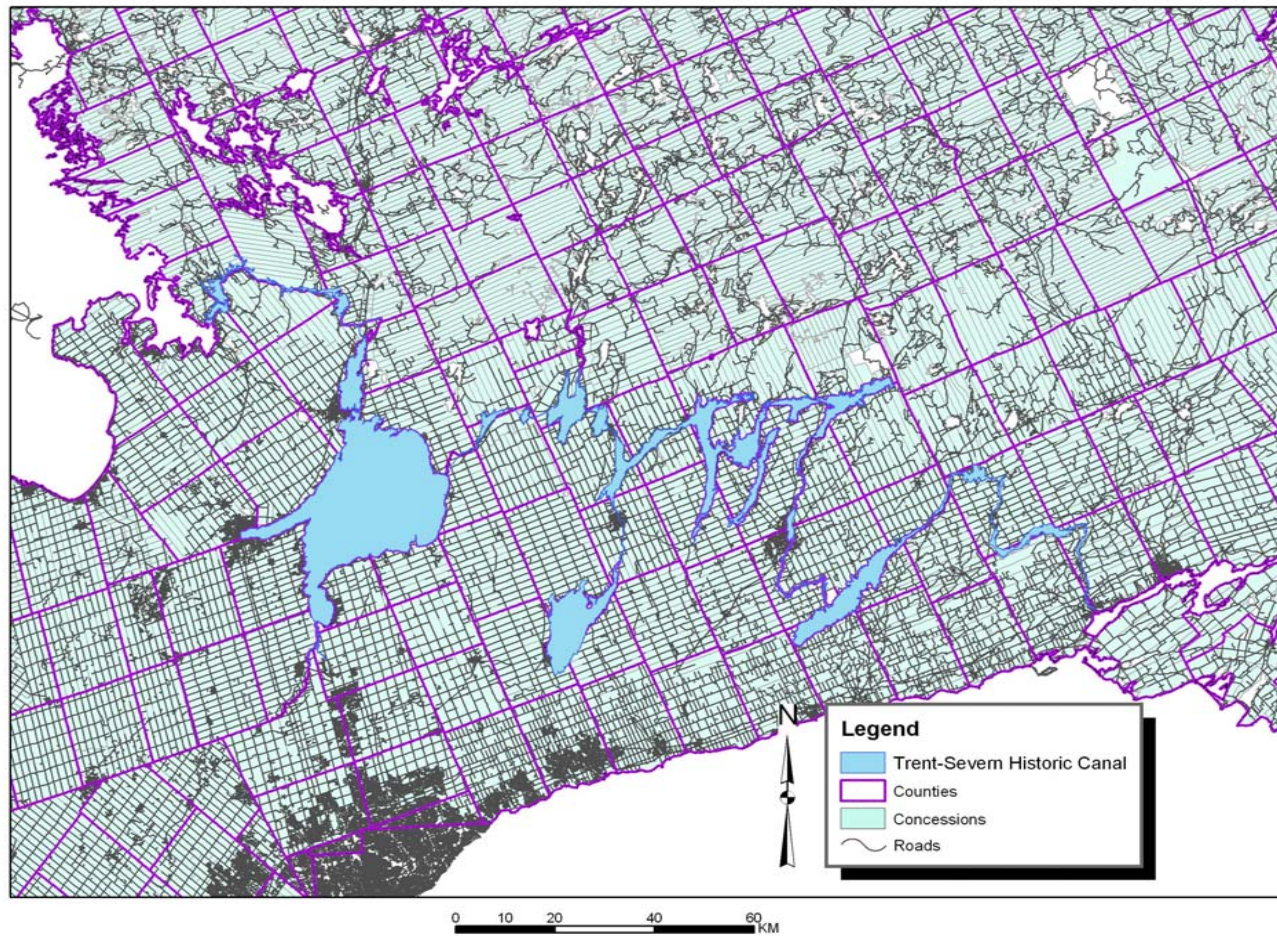 N
Legend
Trent-Severn Historic Canal
Counties
Concessions
Roads
0 10 20 40 60
KM